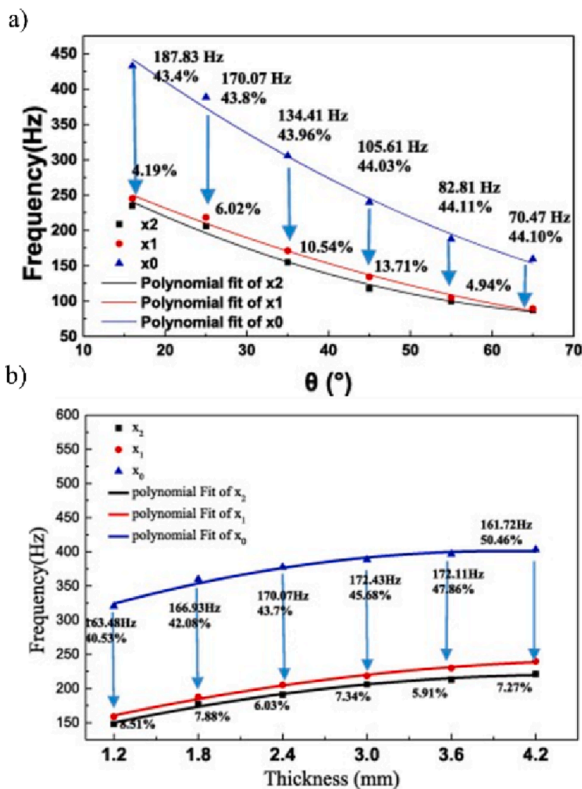 a)
450
400
350
300
250
200
150
100
50
Frequency(Hz)
187.83 Hz
43.4%
170.07 Hz
43.8%
134.41 Hz
43.96%
105.61 Hz
44.03%
82.81 Hz
44.11%
70.47 Hz
44.10%
4.19%
6.02%
10.54%
13.71%
4.94%
x2
x1
x0
Polynomial fit of x2
Polynomial fit of x1
Polynomial fit of x0
10 20 30 40 50 60 70
θ (°)
b)
600
550
500
450
400
350
300
250
200
150
Frequency(Hz)
x2
x1
x0
polynomial Fit of x2
polynomial Fit of x1
polynomial Fit of x0
163.48Hz
40.53%
166.93Hz
42.08%
170.07Hz
43.7%
172.43Hz
45.68%
172.11Hz
47.86%
161.72Hz
50.46%
8.51%
7.88%
6.03%
7.34%
5.91%
7.27%
1.2 1.8 2.4 3.0 3.6 4.2
Thickness (mm)